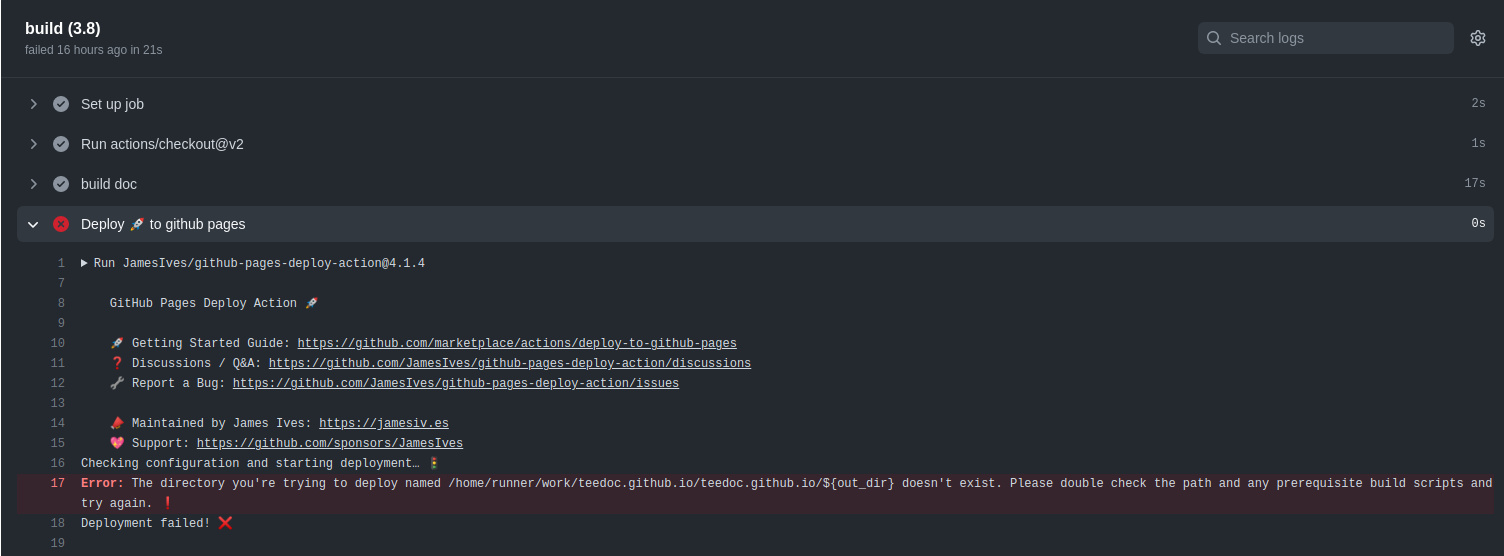 build (3.8)
failed 16 hours ago in 21s
Search logs
Set up job 2s
Run actions/checkout@v2 1s
build doc 17s
Deploy 🚀 to github pages 0s
1 Run JamesIves/github-pages-deploy-action@4.1.4
7
8 GitHub Pages Deploy Action 🚀
9
10 🚀 Getting Started Guide: https://github.com/marketplace/actions/deploy-to-github-pages
11 ❓ Discussions / Q&A: https://github.com/JamesIves/github-pages-deploy-action/discussions
12 🔧 Report a Bug: https://github.com/JamesIves/github-pages-deploy-action/issues
13
14 📣 Maintained by James Ives: https://jamesiv.es
15 💖 Support: https://github.com/sponsors/JamesIves
16 Checking configuration and starting deployment… 🚦
17 Error: The directory you're trying to deploy named /home/runner/work/teedoc.github.io/teedoc.github.io/${out_dir} doesn't exist. Please double check the path and any prerequisite build scripts and
try again. ❗
18 Deployment failed! ❌
19